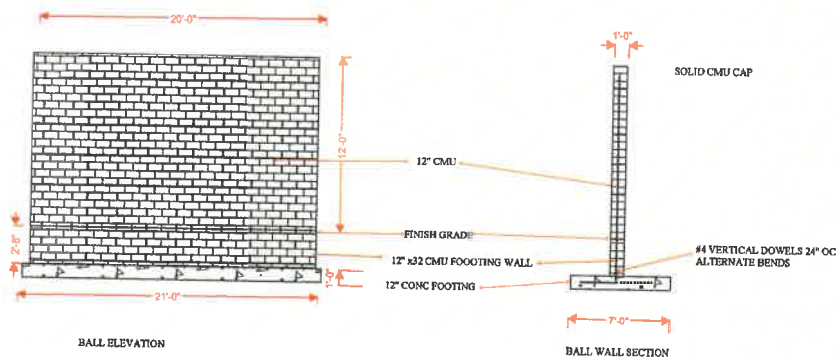 20'-0"
1'-0"
SOLID CMU CAP
12'-0"
12" CMU
2'-8"
FINISH GRADE
12" x32 CMU FOOOTING WALL
#4 VERTICAL DOWELS 24" OC
ALTERNATE BENDS
1'-0"
12" CONC FOOTING
21'-0"
7'-0"
BALL ELEVATION
BALL WALL SECTION